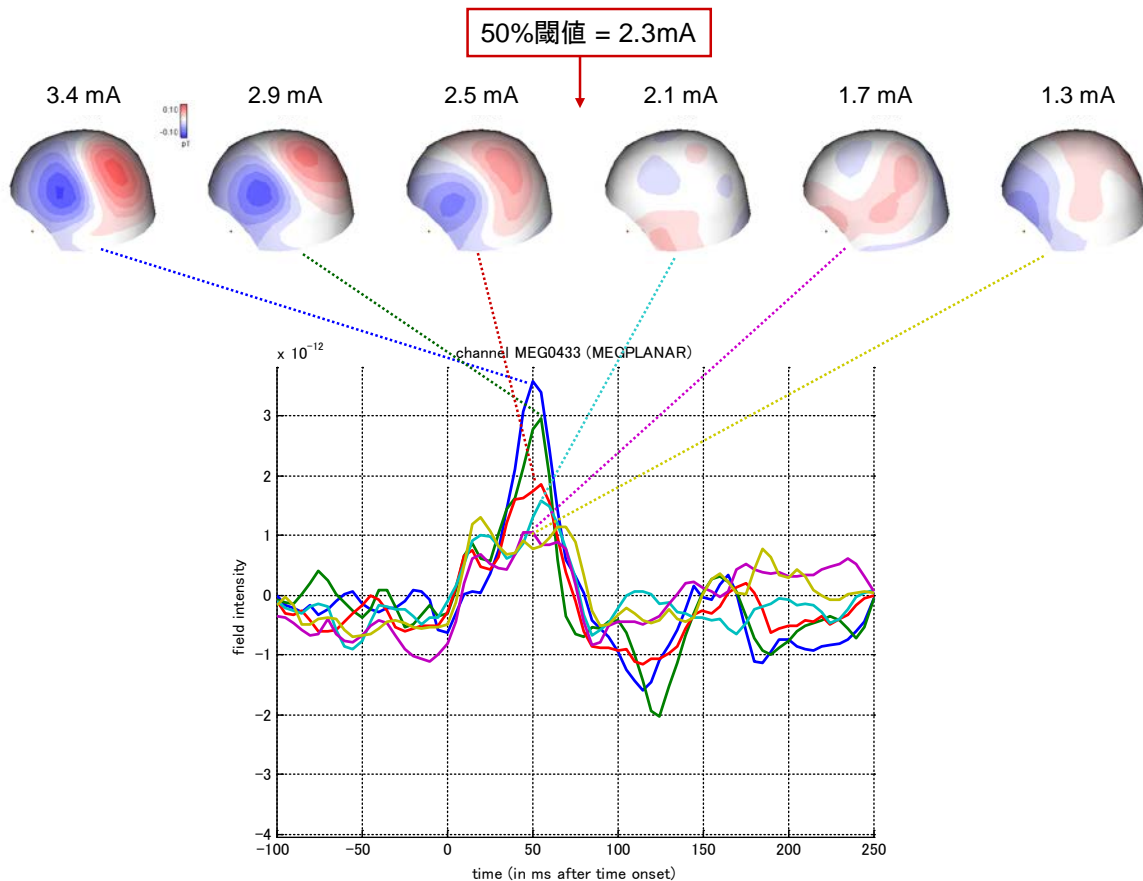 50%閾値 = 2.3mA
3.4 mA
2.9 mA
2.5 mA
2.1 mA
1.7 mA
1.3 mA
0.10
-0.10
pT
x 10⁻¹²
channel MEG0433 (MEGPLANAR)
3
2
1
0
−1
−2
−3
−4
field intensity
−100
−50
0
50
100
150
200
250
time (in ms after time onset)